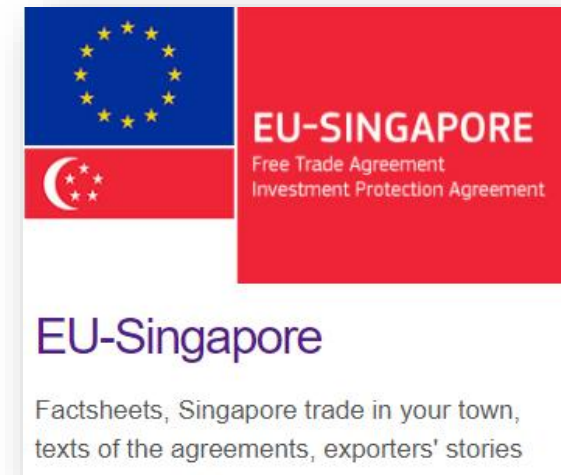 EU-SINGAPORE
Free Trade Agreement
Investment Protection Agreement
EU-Singapore
Factsheets, Singapore trade in your town,
texts of the agreements, exporters' stories